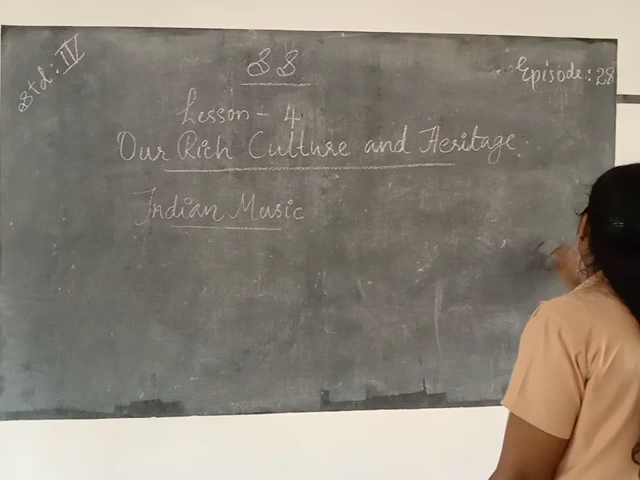 Std: IV
SS
Episode: 28
Lesson - 4
Our Rich Culture and Heritage
Indian Music